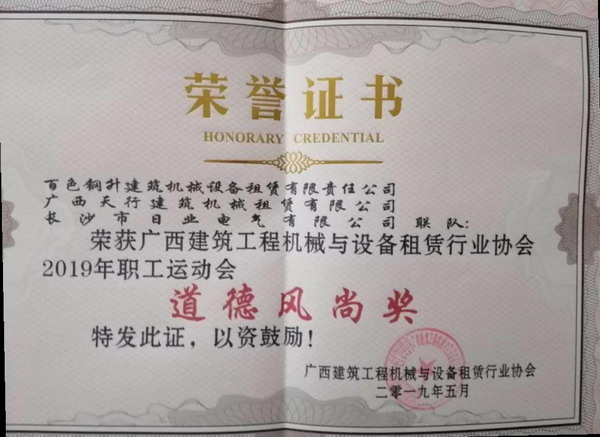 荣誉证书
HONORARY CREDENTIAL
百色钢升建筑机械设备租赁有限责任公司
广西天行建筑机械租赁有限公司
长沙市日业电气有限公司 联队:
荣获广西建筑工程机械与设备租赁行业协会
2019年职工运动会
道德风尚奖
特发此证，以资鼓励！
广西建筑工程机械与设备租赁行业协会
二零一九年五月